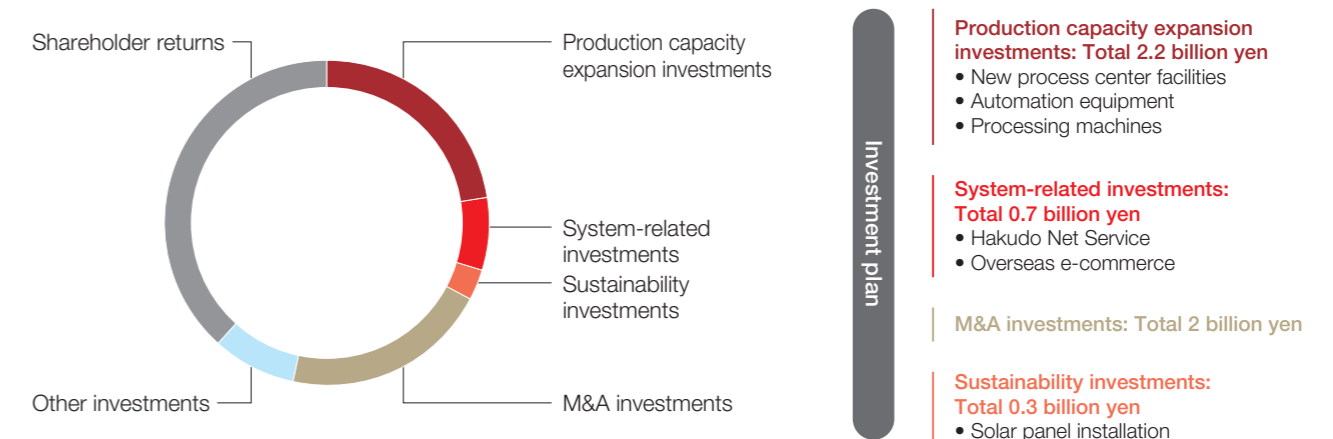 Shareholder returns
Production capacity
expansion investments
System-related
investments
Sustainability
investments
Other investments
M&A investments
Investment plan
Production capacity expansion
investments: Total 2.2 billion yen
• New process center facilities
• Automation equipment
• Processing machines
System-related investments:
Total 0.7 billion yen
• Hakudo Net Service
• Overseas e-commerce
M&A investments: Total 2 billion yen
Sustainability investments:
Total 0.3 billion yen
• Solar panel installation